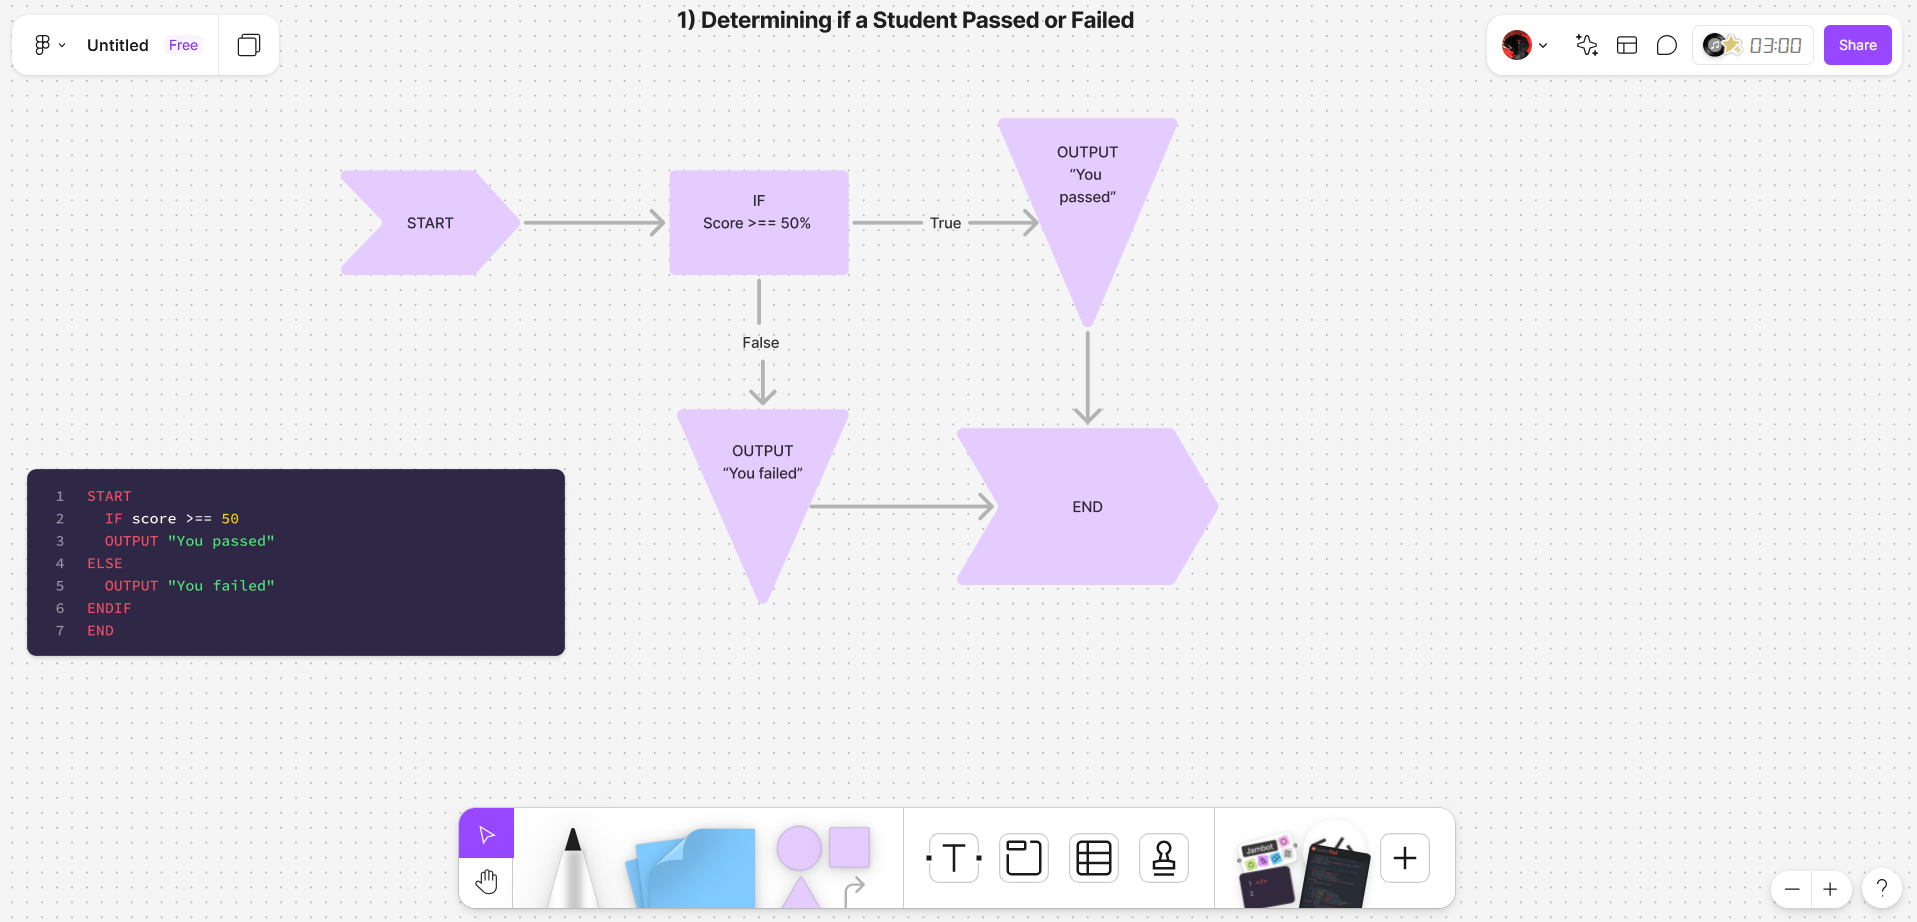 1) Determining if a Student Passed or Failed
Untitled
Free
03:00
Share
START
IF
Score >== 50%
True
OUTPUT
“You
passed”
False
OUTPUT
“You failed”
END
1 START
2 IF score >== 50
3 OUTPUT "You passed"
4 ELSE
5 OUTPUT "You failed"
6 ENDIF
7 END
T
Jambot
1 </>
2
?